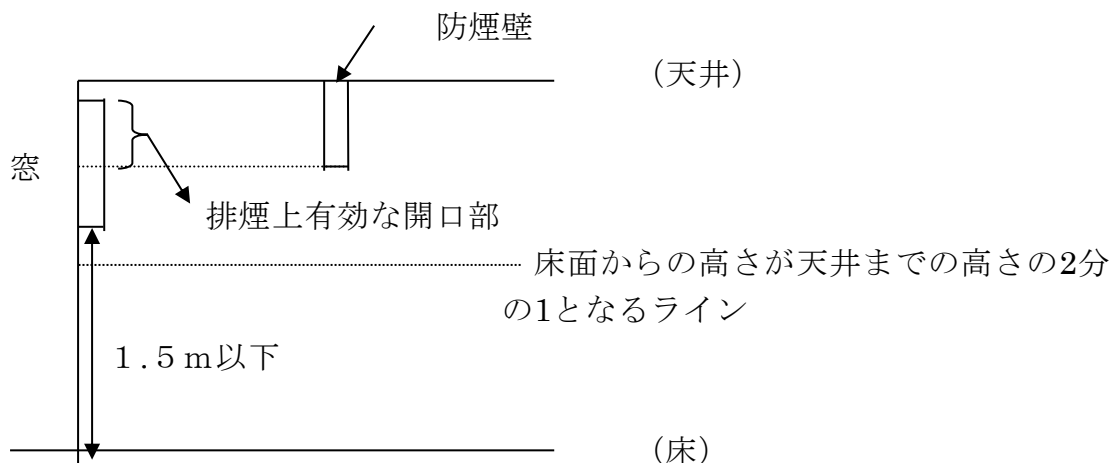 防煙壁
（天井）
窓
排煙上有効な開口部
床面からの高さが天井までの高さの2分
の1となるライン
１.５ｍ以下
（床）